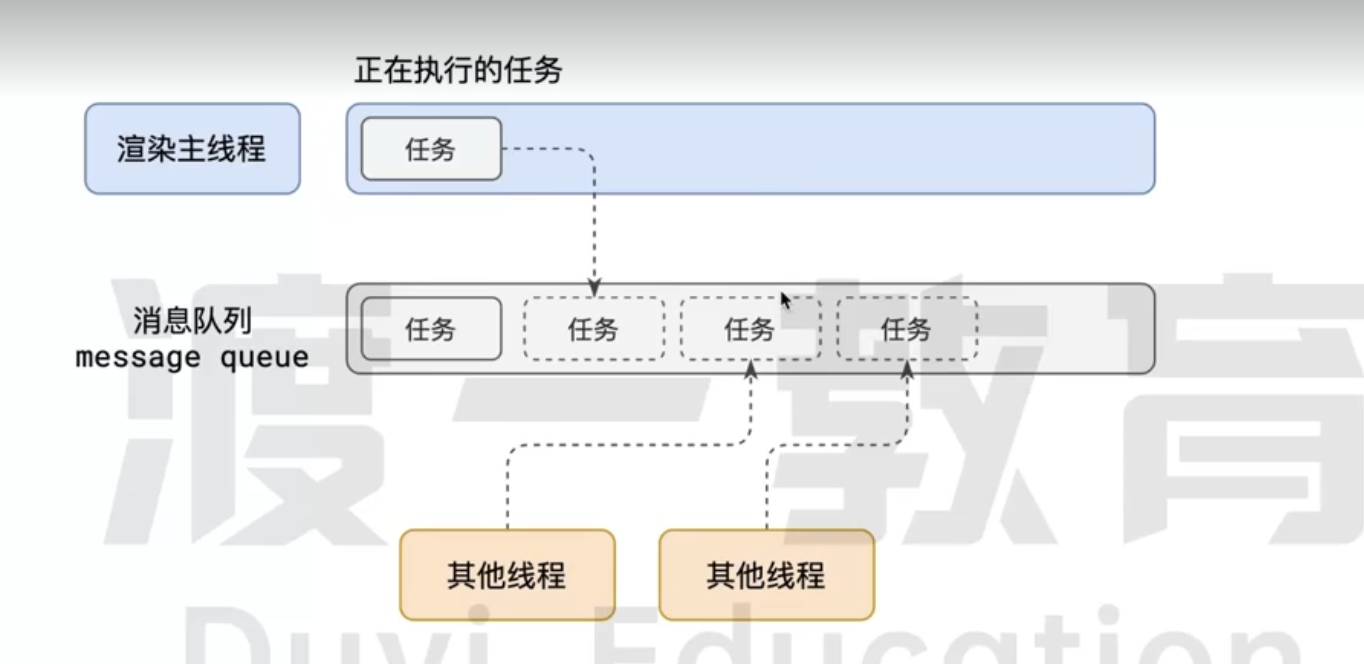 正在执行的任务
渲染主线程
任务
消息队列
message queue
任务
任务
任务
任务
其他线程
其他线程
渡一教育
Duyi Education